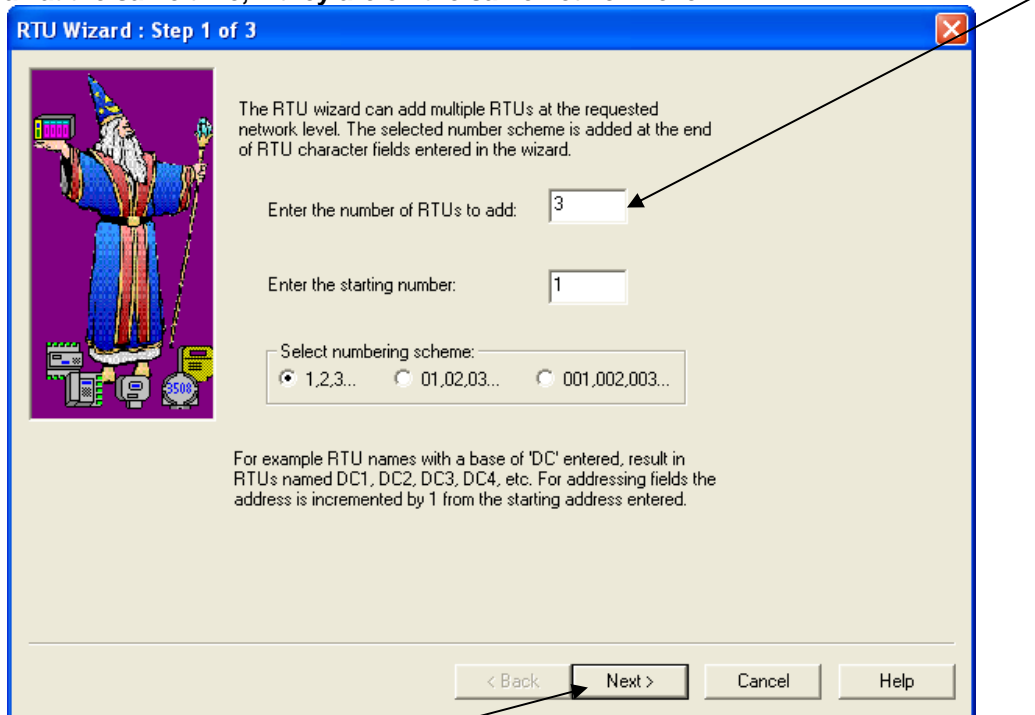 at the same time,
RTU Wizard : Step 1 of 3
The RTU wizard can add multiple RTUs at the requested
network level. The selected number scheme is added at the end
of RTU character fields entered in the wizard.
Enter the number of RTUs to add: 3
Enter the starting number: 1
Select numbering scheme:
1,2,3... 01,02,03... 001,002,003...
3508
For example RTU names with a base of 'DC' entered, result in
RTUs named DC1, DC2, DC3, DC4, etc. For addressing fields the
address is incremented by 1 from the starting address entered.
< Back Next > Cancel Help